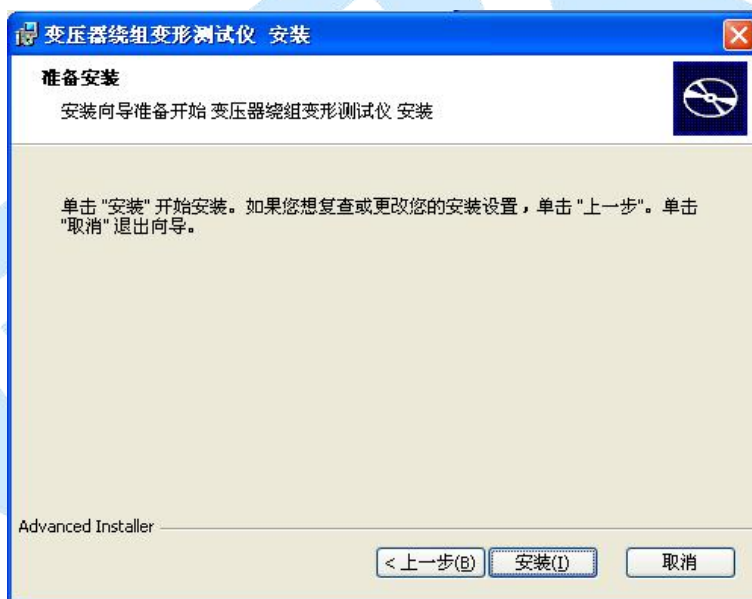 变压器绕组变形测试仪 安装
准备安装
安装向导准备开始 变压器绕组变形测试仪 安装
单击 "安装" 开始安装。如果您想复查或更改您的安装设置，单击 "上一步"。单击
"取消" 退出向导。
Advanced Installer
< 上一步(B) 安装(I) 取消